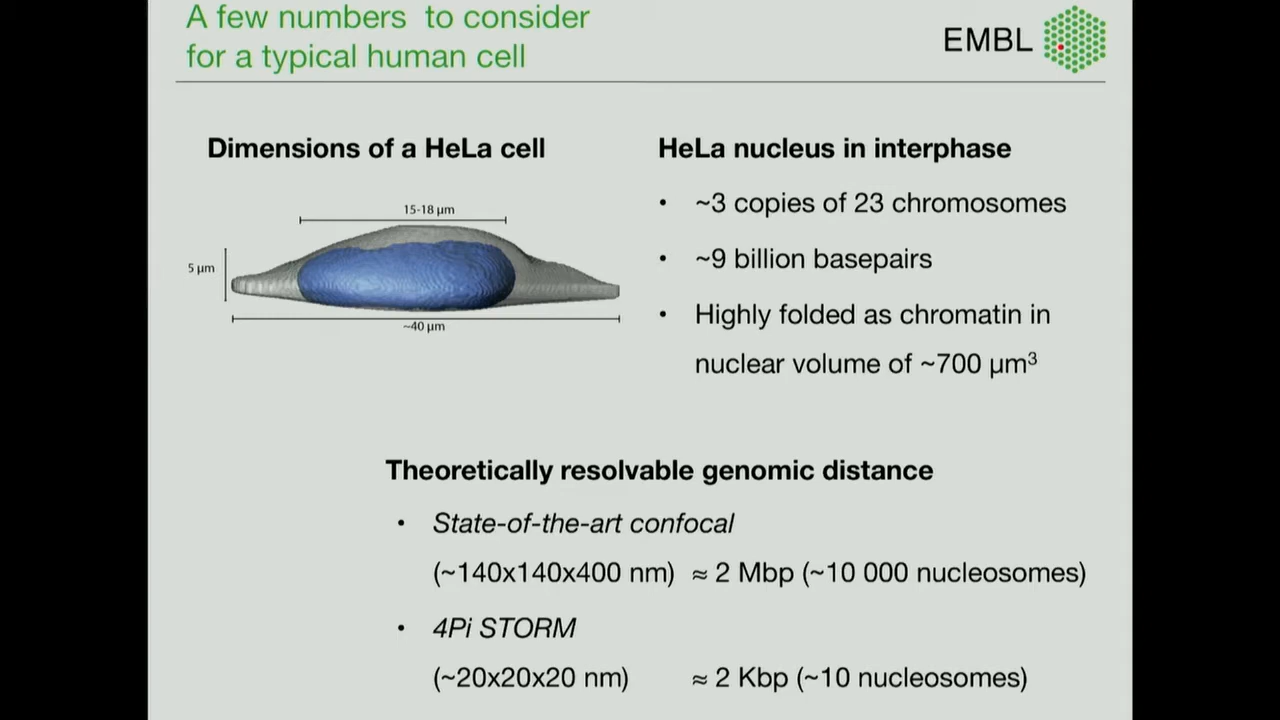 A few numbers to consider
for a typical human cell
EMBL
Dimensions of a HeLa cell
15-18 µm
5 µm
~40 µm
HeLa nucleus in interphase
• ~3 copies of 23 chromosomes
• ~9 billion basepairs
• Highly folded as chromatin in
nuclear volume of ~700 µm³
Theoretically resolvable genomic distance
• State-of-the-art confocal
(~140x140x400 nm) ≈ 2 Mbp (~10 000 nucleosomes)
• 4Pi STORM
(~20x20x20 nm) ≈ 2 Kbp (~10 nucleosomes)